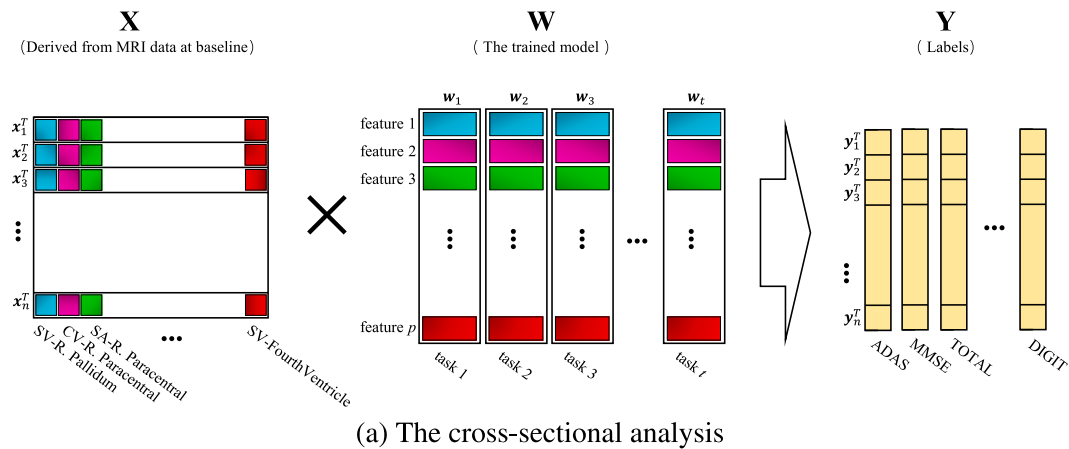 X
(Derived from MRI data at baseline)
W
( The trained model )
Y
( Labels)
w₁ w₂ w₃ ... wₜ
feature 1
feature 2
feature 3
feature p
task 1
task 2
task 3
task t
x₁ᵀ
x₂ᵀ
x₃ᵀ
xₙᵀ
SV-R. Pallidum
CV-R. Paracentral
SA-R. Paracentral
SV-FourthVentricle
y₁ᵀ
y₂ᵀ
y₃ᵀ
yₙᵀ
ADAS
MMSE
TOTAL
DIGIT
(a) The cross-sectional analysis